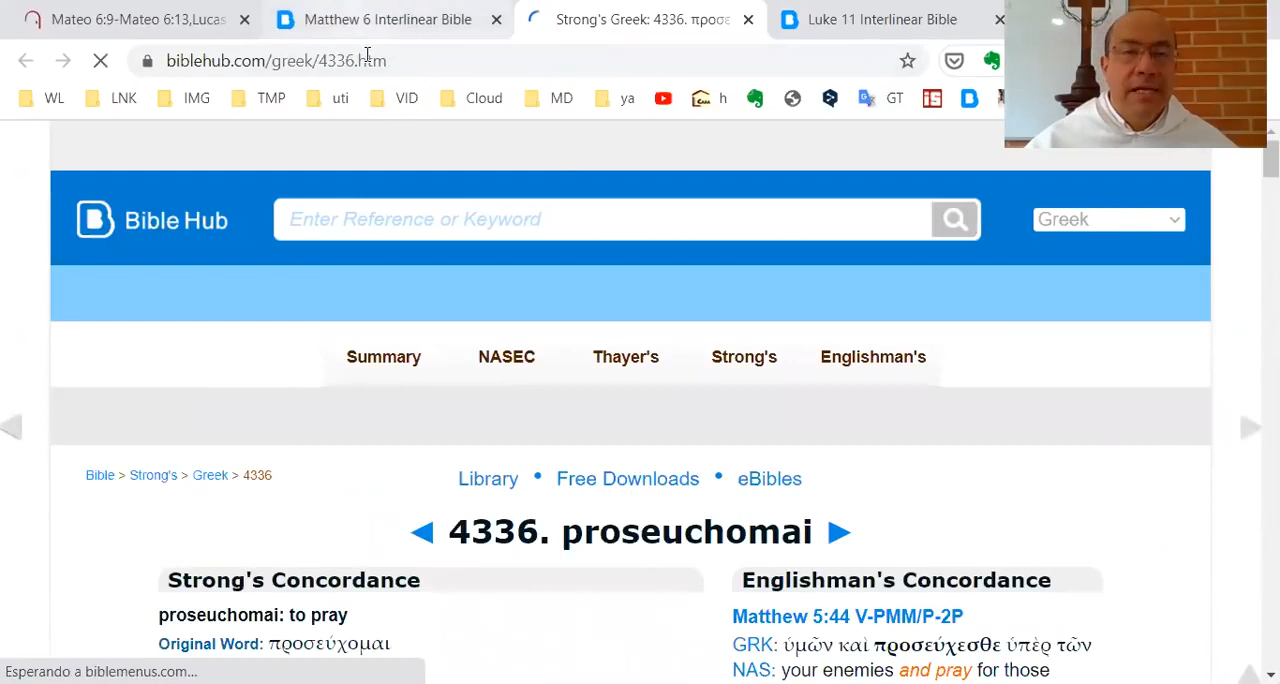 Mateo 6:9-Mateo 6:13,Lucas
Matthew 6 Interlinear Bible
Strong's Greek: 4336. προσε
Luke 11 Interlinear Bible
biblehub.com/greek/4336.htm
WL LNK IMG TMP uti VID Cloud MD ya h GT
Bible Hub
Enter Reference or Keyword
Greek
Summary NASEC Thayer's Strong's Englishman's
Bible > Strong's > Greek > 4336
Library • Free Downloads • eBibles
4336. proseuchomai
Strong's Concordance
proseuchomai: to pray
Original Word: προσεύχομαι
Englishman's Concordance
Matthew 5:44 V-PMM/P-2P
GRK: ὑμῶν καὶ προσεύχεσθε ὑπὲρ τῶν
NAS: your enemies and pray for those
Esperando a biblemenus.com...